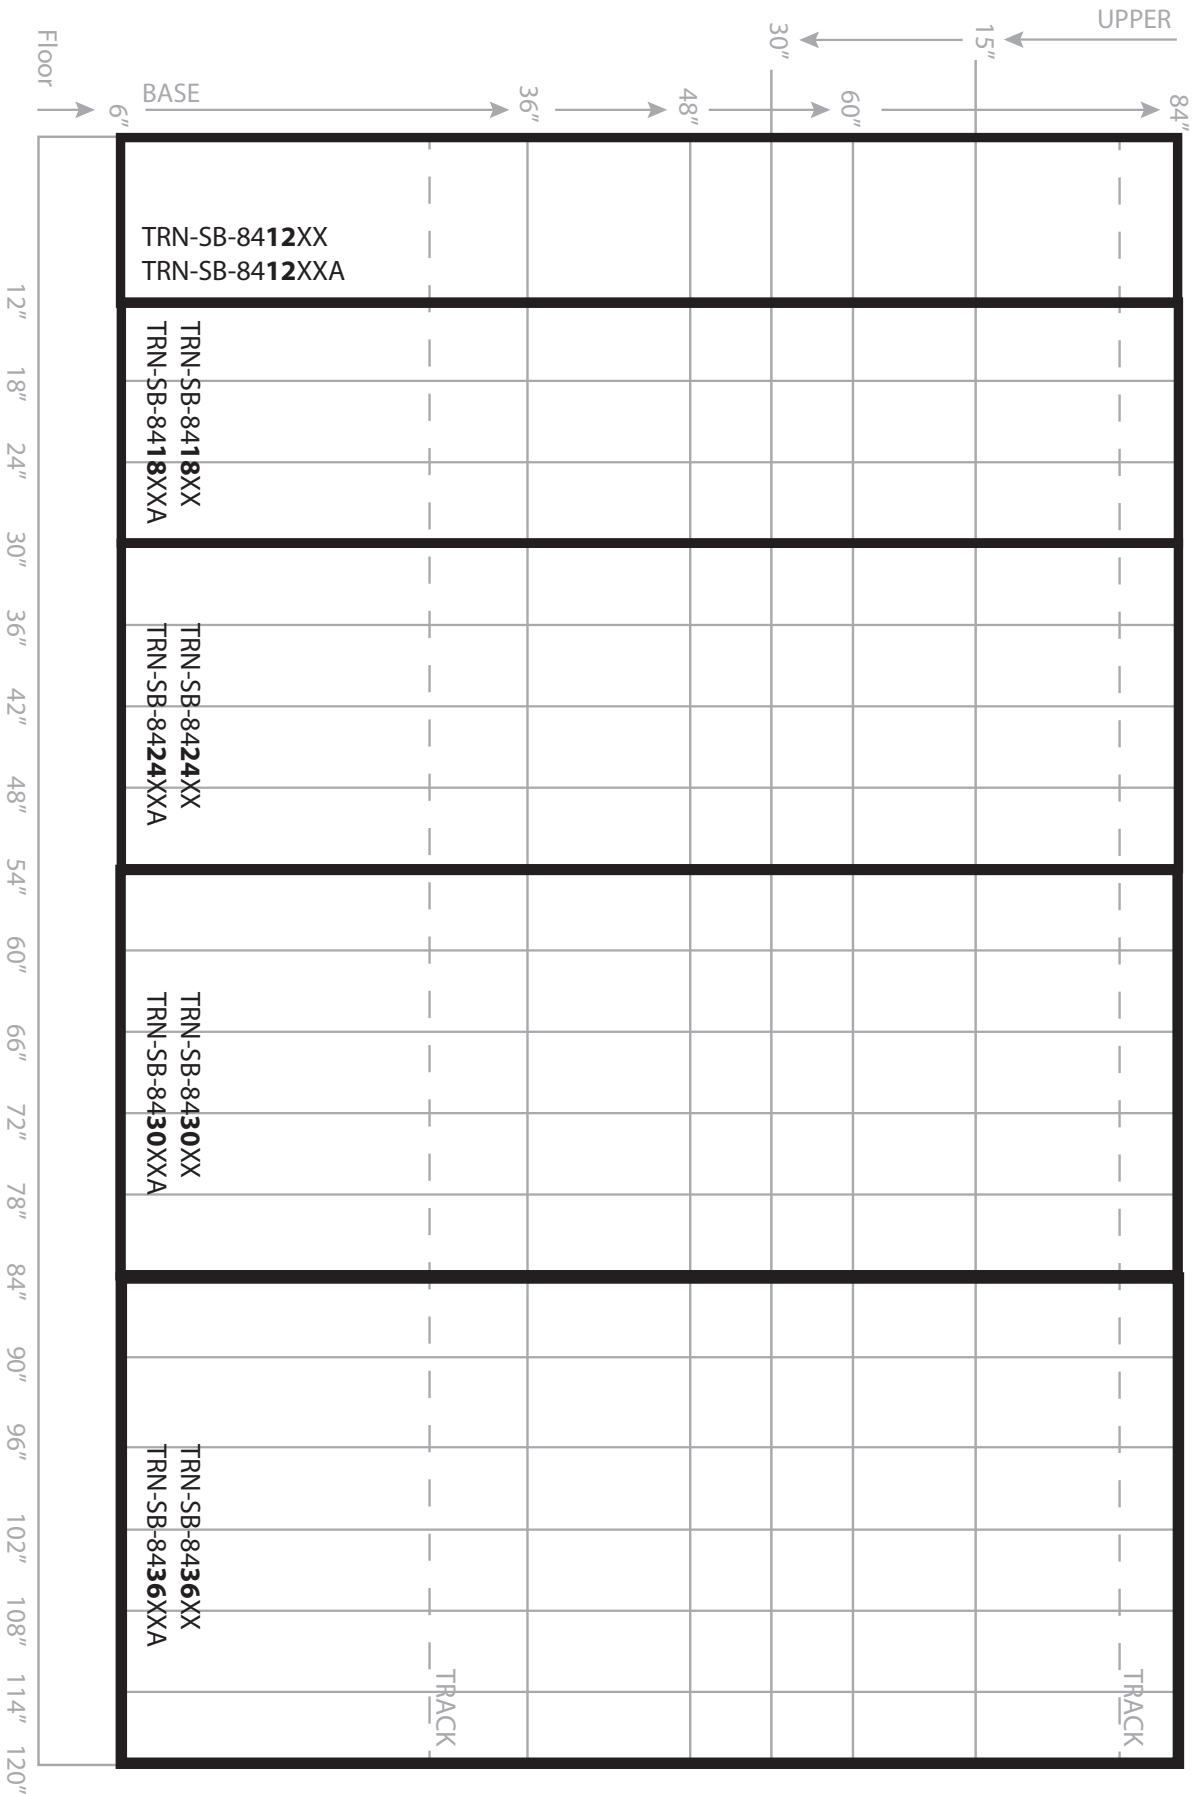 UPPER
15”
30”
Floor
BASE
6”
36”
48”
60”
84”
TRN-SB-8412XX
TRN-SB-8412XXA
12”
TRN-SB-8418XX
TRN-SB-8418XXA
18”
24”
30”
TRN-SB-8424XX
TRN-SB-8424XXA
36”
42”
48”
54”
TRN-SB-8430XX
TRN-SB-8430XXA
60”
66”
72”
78”
84”
TRN-SB-8436XX
TRN-SB-8436XXA
90”
96”
102”
108”
114”
120”
TRACK
TRACK